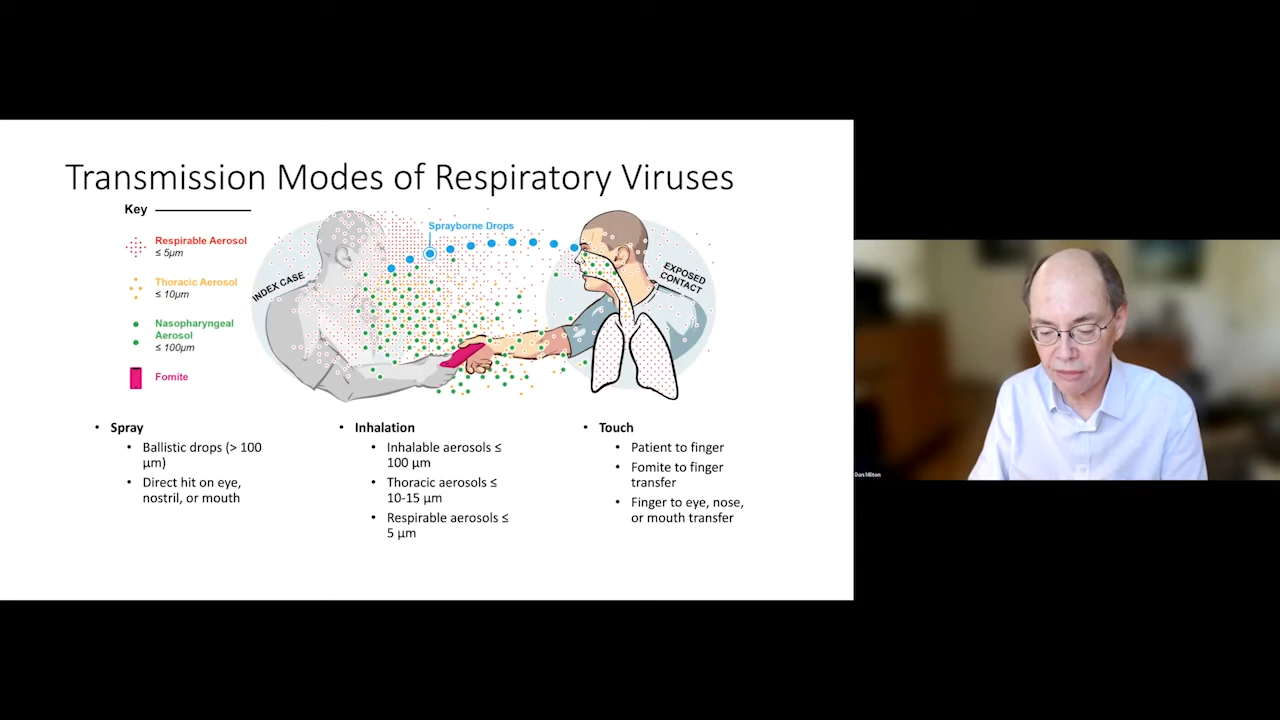 Transmission Modes of Respiratory Viruses
Key
Respirable Aerosol
≤ 5µm
Thoracic Aerosol
≤ 10µm
Nasopharyngeal
Aerosol
≤ 100µm
Fomite
INDEX CASE
Sprayborne Drops
EXPOSED
CONTACT
• Spray
• Ballistic drops (> 100
µm)
• Direct hit on eye,
nostril, or mouth
• Inhalation
• Inhalable aerosols ≤
100 µm
• Thoracic aerosols ≤
10-15 µm
• Respirable aerosols ≤
5 µm
• Touch
• Patient to finger
• Fomite to finger
transfer
• Finger to eye, nose,
or mouth transfer
Don Milton